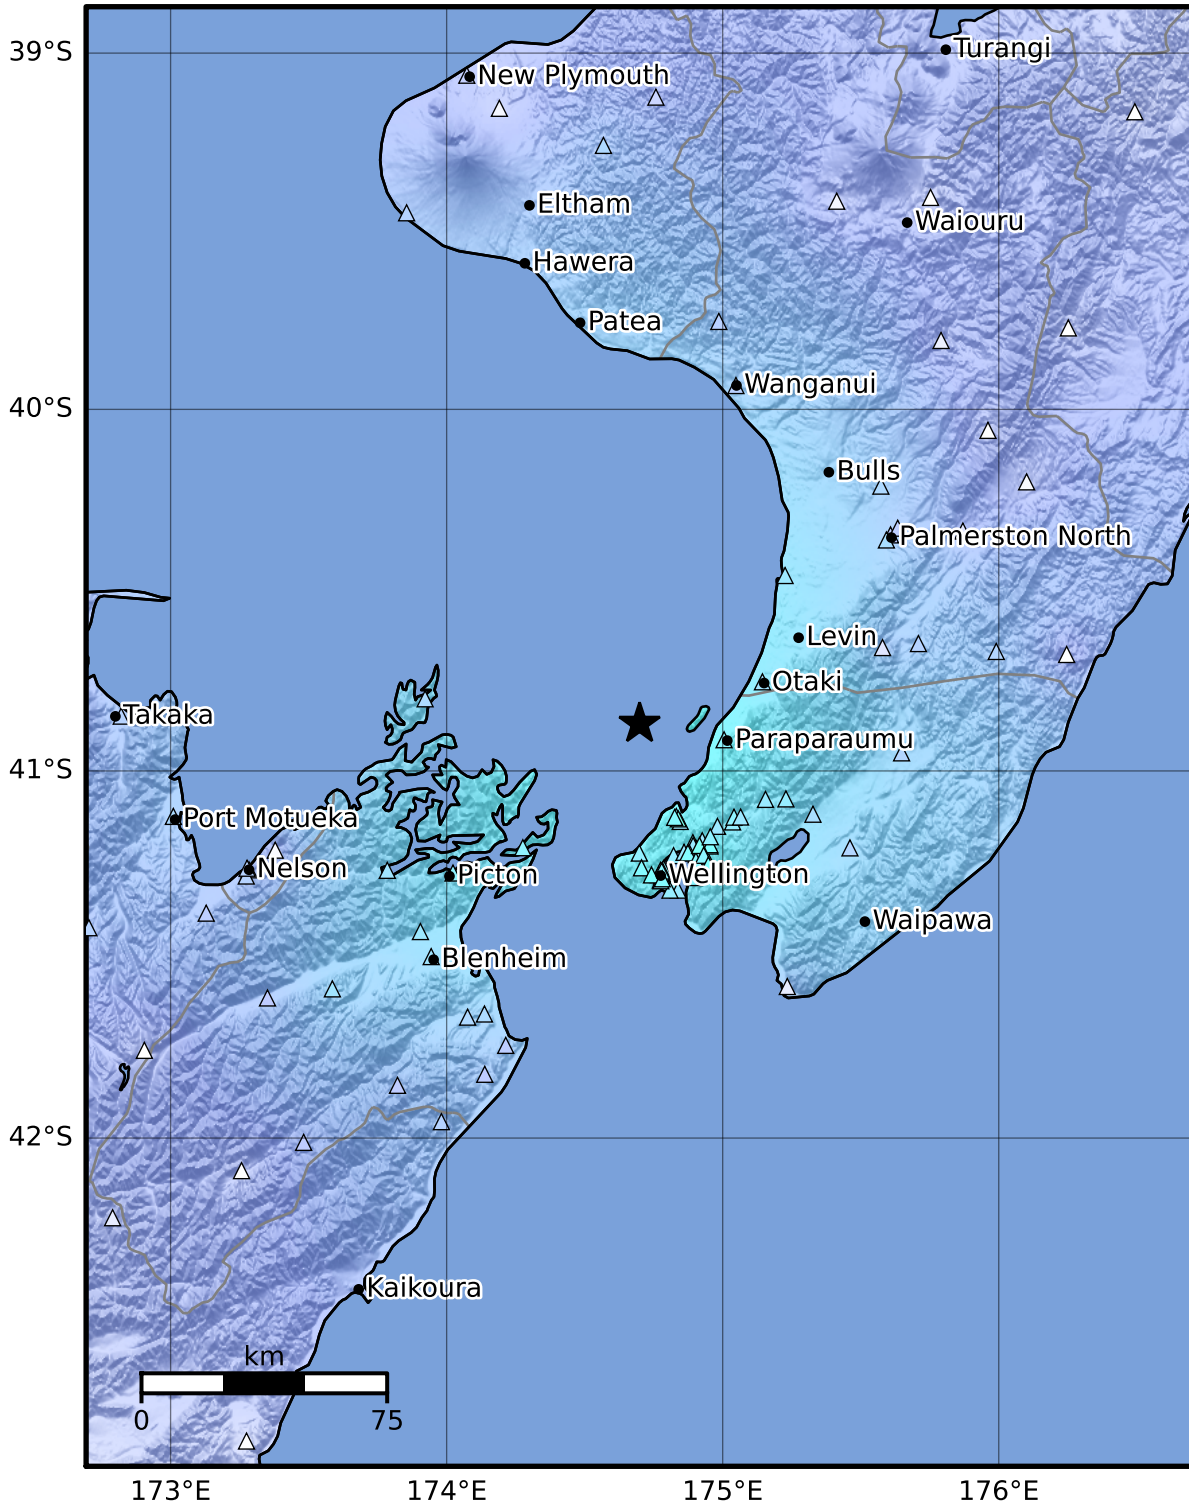 39°S
Turangi
New Plymouth
Eltham
Waiouru
Hawera
Patea
Wanganui
40°S
Bulls
Palmerston North
Levin
Otaki
Takaka
Paraparaumu
41°S
Port Motueka
Nelson
Picton
Wellington
Waipawa
Blenheim
42°S
Kaikoura
km
0 75
173°E 174°E 175°E 176°E